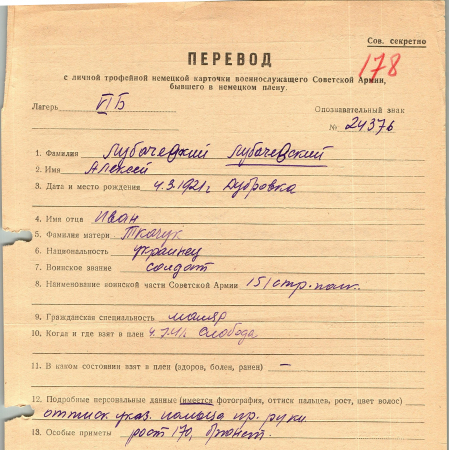 Сов. секретно
178
ПЕРЕВОД
с личной трофейной немецкой карточки военнослужащего Советской Армии,
бывшего в немецком плену.
Лагерь VI Б
Опознавательный знак
№ 24376
1. Фамилия Лубачевский Лубачевский
2. Имя Алексей
3. Дата и место рождения 4.3.1921г Дубровка
4. Имя отца Иван
5. Фамилия матери Ткачук
6. Национальность украинец
7. Воинское звание солдат
8. Наименование воинской части Советской Армии 151 стр. полк.
9. Гражданская специальность маляр
10. Когда и где взят в плен 4.7.41г. Слобода
11. В каком состоянии взят в плен (здоров, болен, ранен) —
12. Подробные персональные данные (имеется фотография, оттиск пальцев, рост, цвет волос)
оттиск указ. пальца пр. руки
13. Особые приметы рост 170, брюнет.